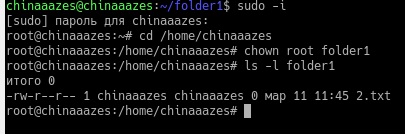 chinaaazes@chinaaazes:~/folder1$ sudo -i
[sudo] пароль для chinaaazes:
root@chinaaazes:~# cd /home/chinaaazes
root@chinaaazes:/home/chinaaazes# chown root folder1
root@chinaaazes:/home/chinaaazes# ls -l folder1
итого 0
-rw-r--r-- 1 chinaaazes chinaaazes 0 мар 11 11:45 2.txt
root@chinaaazes:/home/chinaaazes#